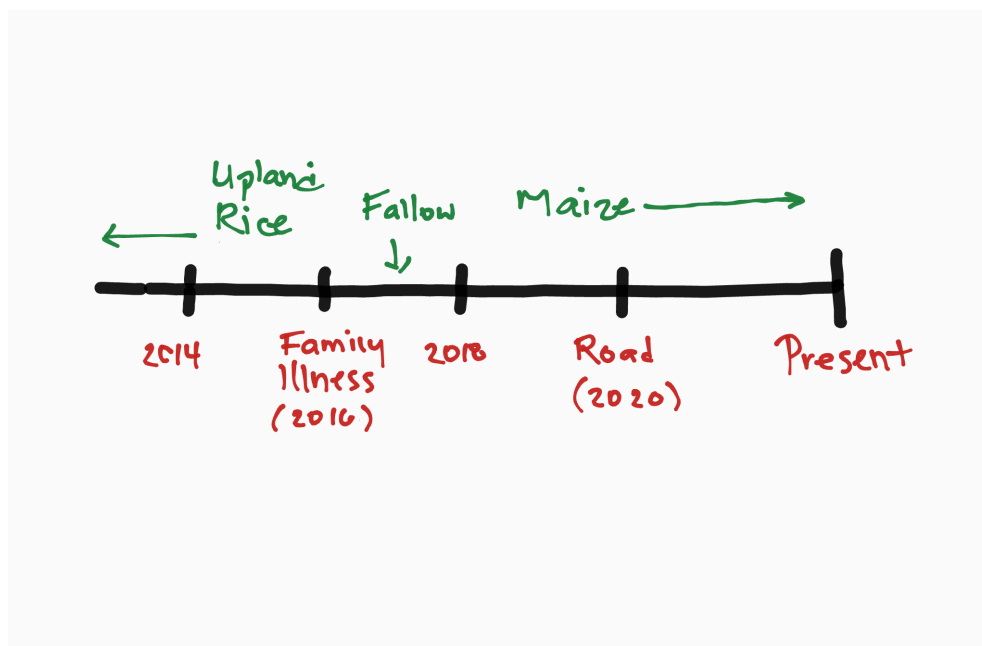 Upland
Rice
Fallow
Maize
2014
Family
Illness
(2016)
2018
Road
(2020)
Present